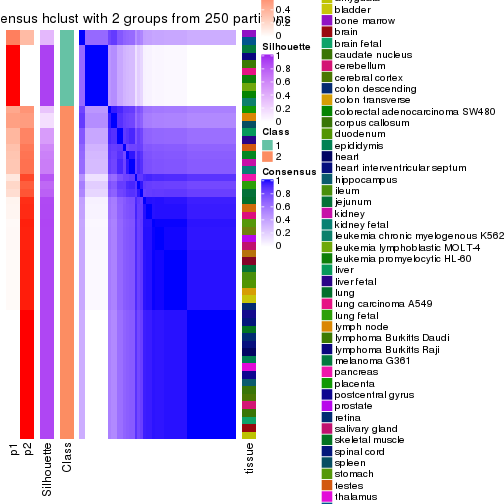 ensus hclust with 2 groups from 250 parti
0.4
0.2
0
Silhouette
1
0.8
0.6
0.4
0.2
0
Class
1
2
Consensus
1
0.8
0.6
0.4
0.2
0
p1
p2
Silhouette
Class
tissue
bladder
bone marrow
brain
brain fetal
caudate nucleus
cerebellum
cerebral cortex
colon descending
colon transverse
colorectal adenocarcinoma SW480
corpus callosum
duodenum
epididymis
heart
heart interventricular septum
hippocampus
ileum
jejunum
kidney
kidney fetal
leukemia chronic myelogenous K562
leukemia lymphoblastic MOLT-4
leukemia promyelocytic HL-60
liver
liver fetal
lung
lung carcinoma A549
lung fetal
lymph node
lymphoma Burkitts Daudi
lymphoma Burkitts Raji
melanoma G361
pancreas
placenta
postcentral gyrus
prostate
retina
salivary gland
skeletal muscle
spinal cord
spleen
stomach
testes
thalamus